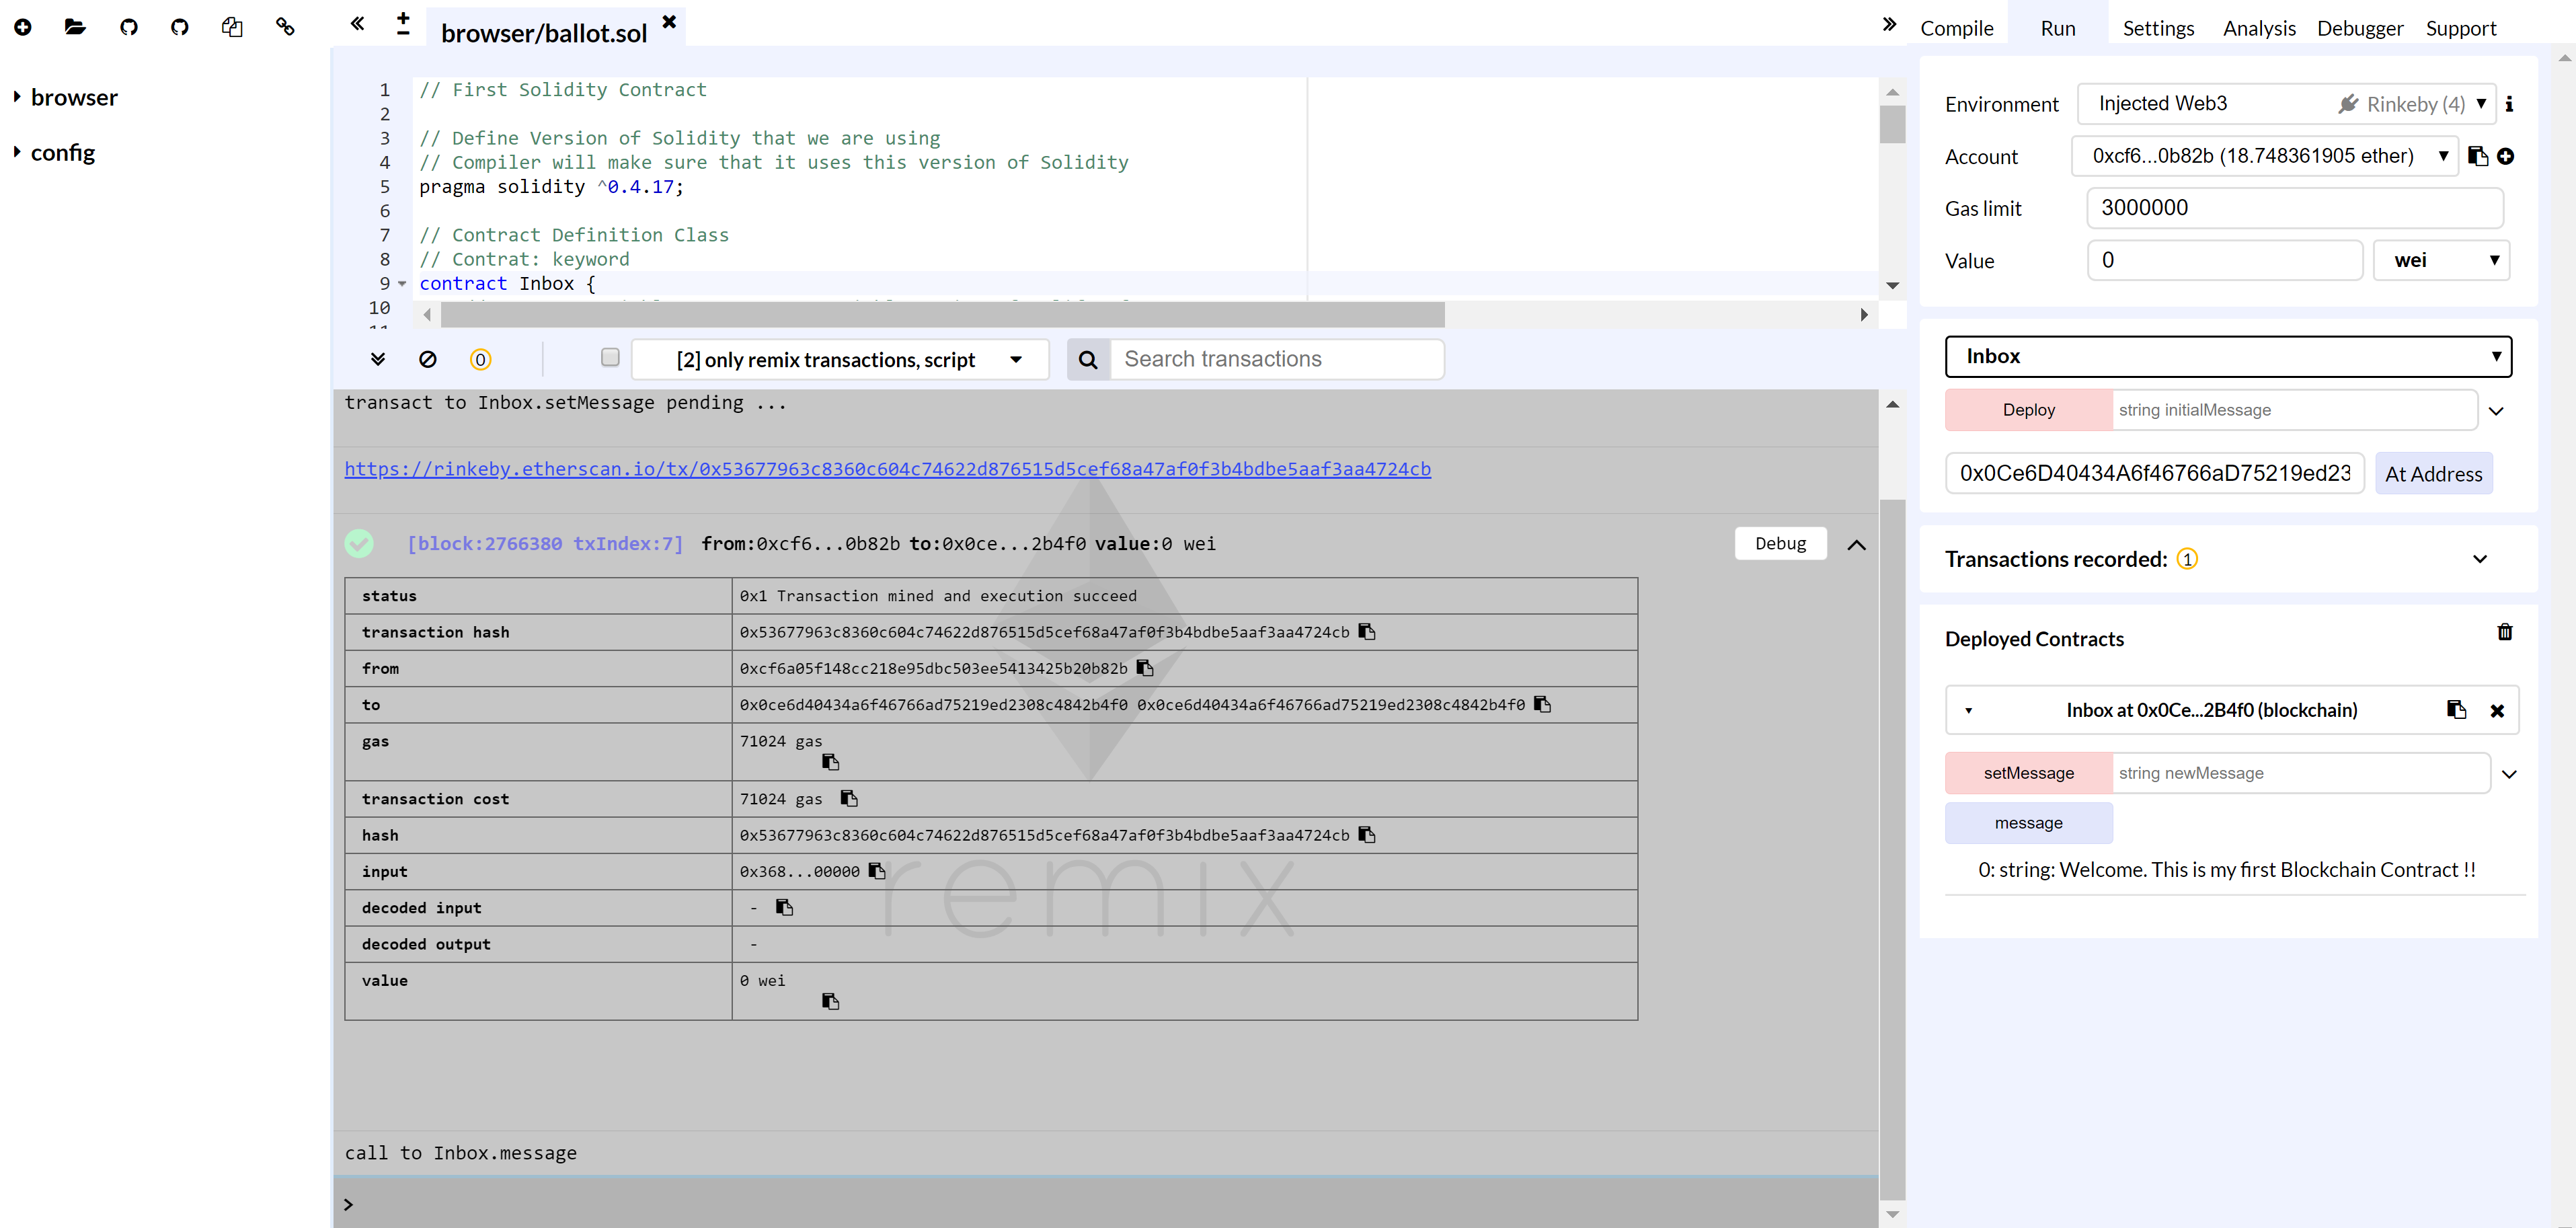 browser
config
browser/ballot.sol
1 // First Solidity Contract
2
3 // Define Version of Solidity that we are using
4 // Compiler will make sure that it uses this version of Solidity
5 pragma solidity ^0.4.17;
6
7 // Contract Definition Class
8 // Contrat: keyword
9 contract Inbox {
10
0 [2] only remix transactions, script Search transactions
transact to Inbox.setMessage pending ...
https://rinkeby.etherscan.io/tx/0x53677963c8360c604c74622d876515d5cef68a47af0f3b4bdbe5aaf3aa4724cb
[block:2766380 txIndex:7] from:0xcf6...0b82b to:0x0ce...2b4f0 value:0 wei Debug
status 0x1 Transaction mined and execution succeed
transaction hash 0x53677963c8360c604c74622d876515d5cef68a47af0f3b4bdbe5aaf3aa4724cb
from 0xcf6a05f148cc218e95dbc503ee5413425b20b82b
to 0x0ce6d40434a6f46766ad75219ed2308c4842b4f0 0x0ce6d40434a6f46766ad75219ed2308c4842b4f0
gas 71024 gas
transaction cost 71024 gas
hash 0x53677963c8360c604c74622d876515d5cef68a47af0f3b4bdbe5aaf3aa4724cb
input 0x368...00000
decoded input -
decoded output -
value 0 wei
remix
call to Inbox.message
>
Compile Run Settings Analysis Debugger Support
Environment Injected Web3 Rinkeby (4)
Account 0xcf6...0b82b (18.748361905 ether)
Gas limit 3000000
Value 0 wei
Inbox
Deploy string initialMessage
0x0Ce6D40434A6f46766aD75219ed23 At Address
Transactions recorded: 1
Deployed Contracts
Inbox at 0x0Ce...2B4f0 (blockchain)
setMessage string newMessage
message
0: string: Welcome. This is my first Blockchain Contract !!